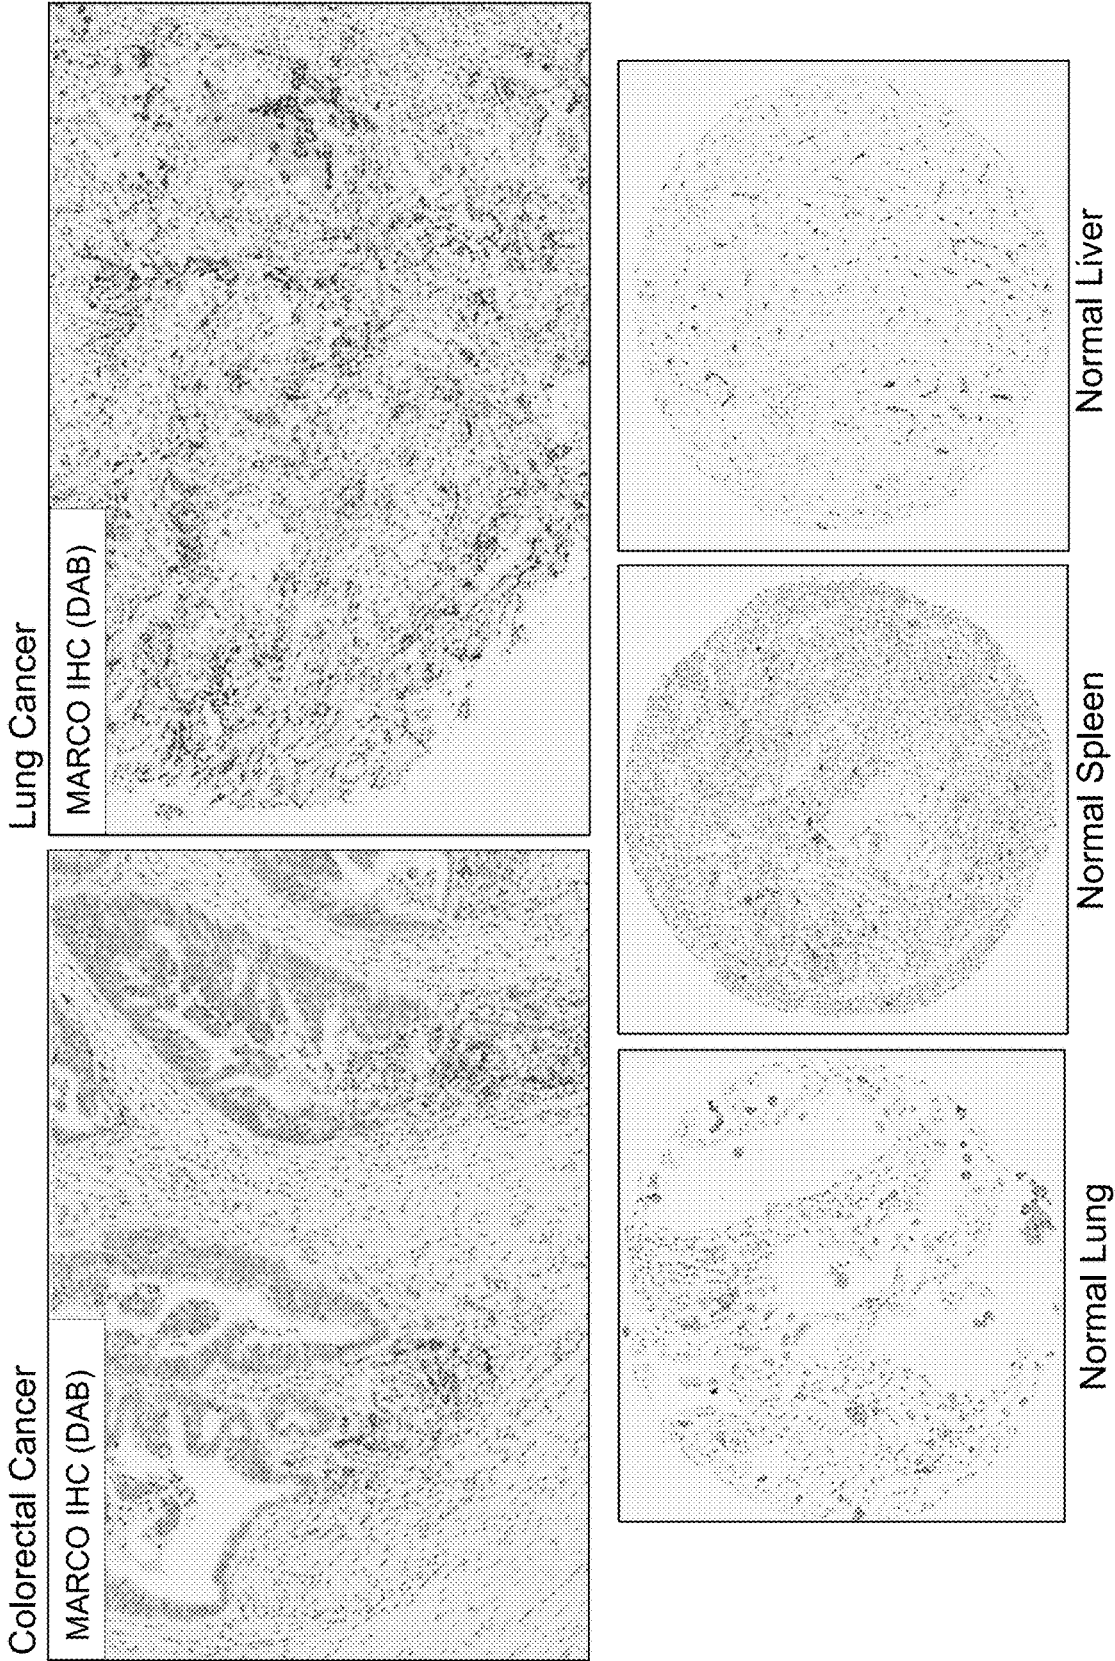 Colorectal Cancer
Lung Cancer
MARCO IHC (DAB)
MARCO IHC (DAB)
Normal Lung
Normal Spleen
Normal Liver